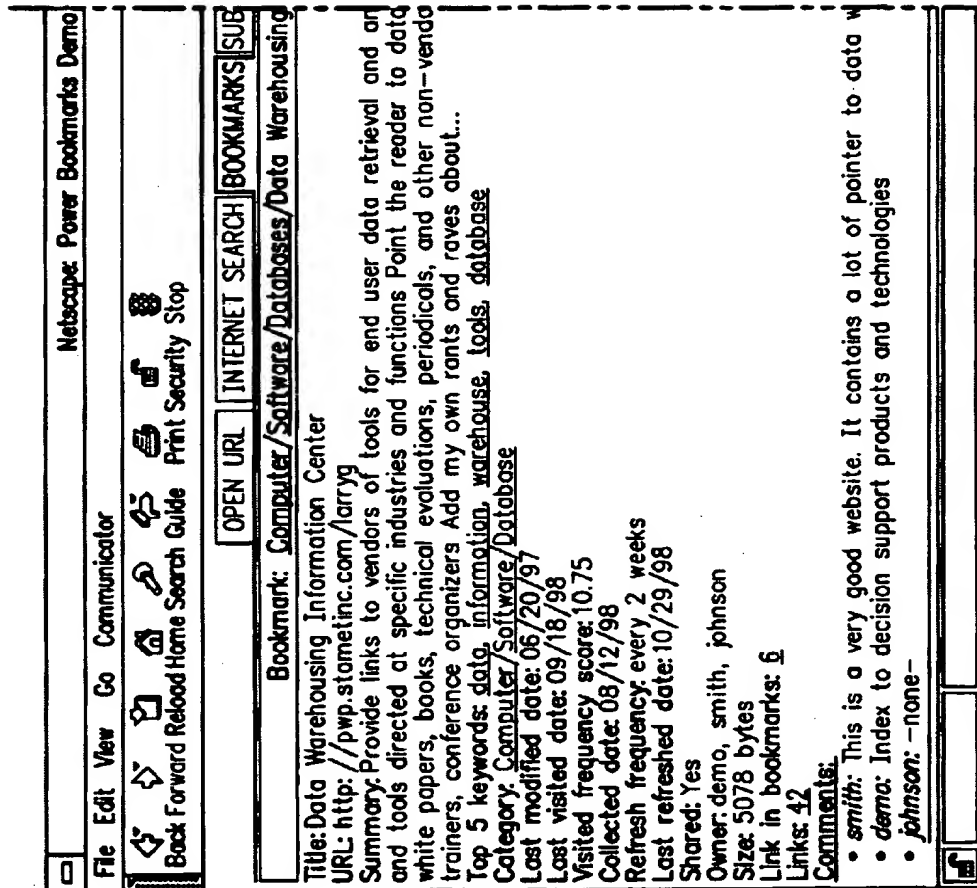 Netscape: Power Bookmarks Demo
File Edit View Go Communicator
Back Forward Reload Home Search Guide Print Security Stop
OPEN URL INTERNET SEARCH BOOKMARKS SUB
Bookmark: Computer/Software/Databases/Data Warehousing
Title: Data Warehousing Information Center
URL: http: //pwp.starnetinc.com/larryg
Summary: Provide links to vendors of tools for end user data retrieval and an
and tools directed at specific industries and functions Point the reader to data
white papers, books, technical evaluations, periodicals, and other non-vendo
trainers, conference organizers Add my own rants and raves about...
Top 5 keywords: data, information, warehouse, tools, database
Category: Computer/Software/Database
Last modified date: 06/20/97
Last visited date: 09/18/98
Visited frequency score: 10.75
Collected date: 08/12/98
Refresh frequency: every 2 weeks
Last refreshed date: 10/29/98
Shared: Yes
Owner: demo, smith, johnson
Size: 5078 bytes
Link in bookmarks: 6
Links: 42
Comments:
• smith: This is a very good website. It contains a lot of pointer to data w
• demo: Index to decision support products and technologies
• johnson: -none-